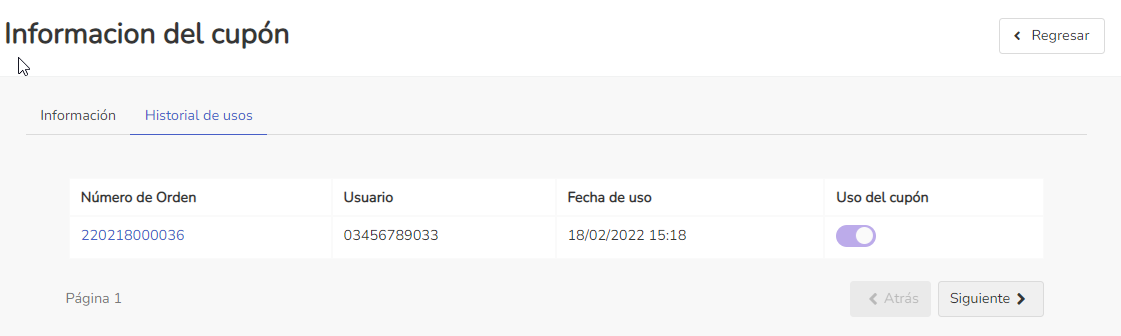 Informacion del cupón
Regresar
Información Historial de usos
Número de Orden Usuario Fecha de uso Uso del cupón
220218000036 03456789033 18/02/2022 15:18
Página 1 Atrás Siguiente